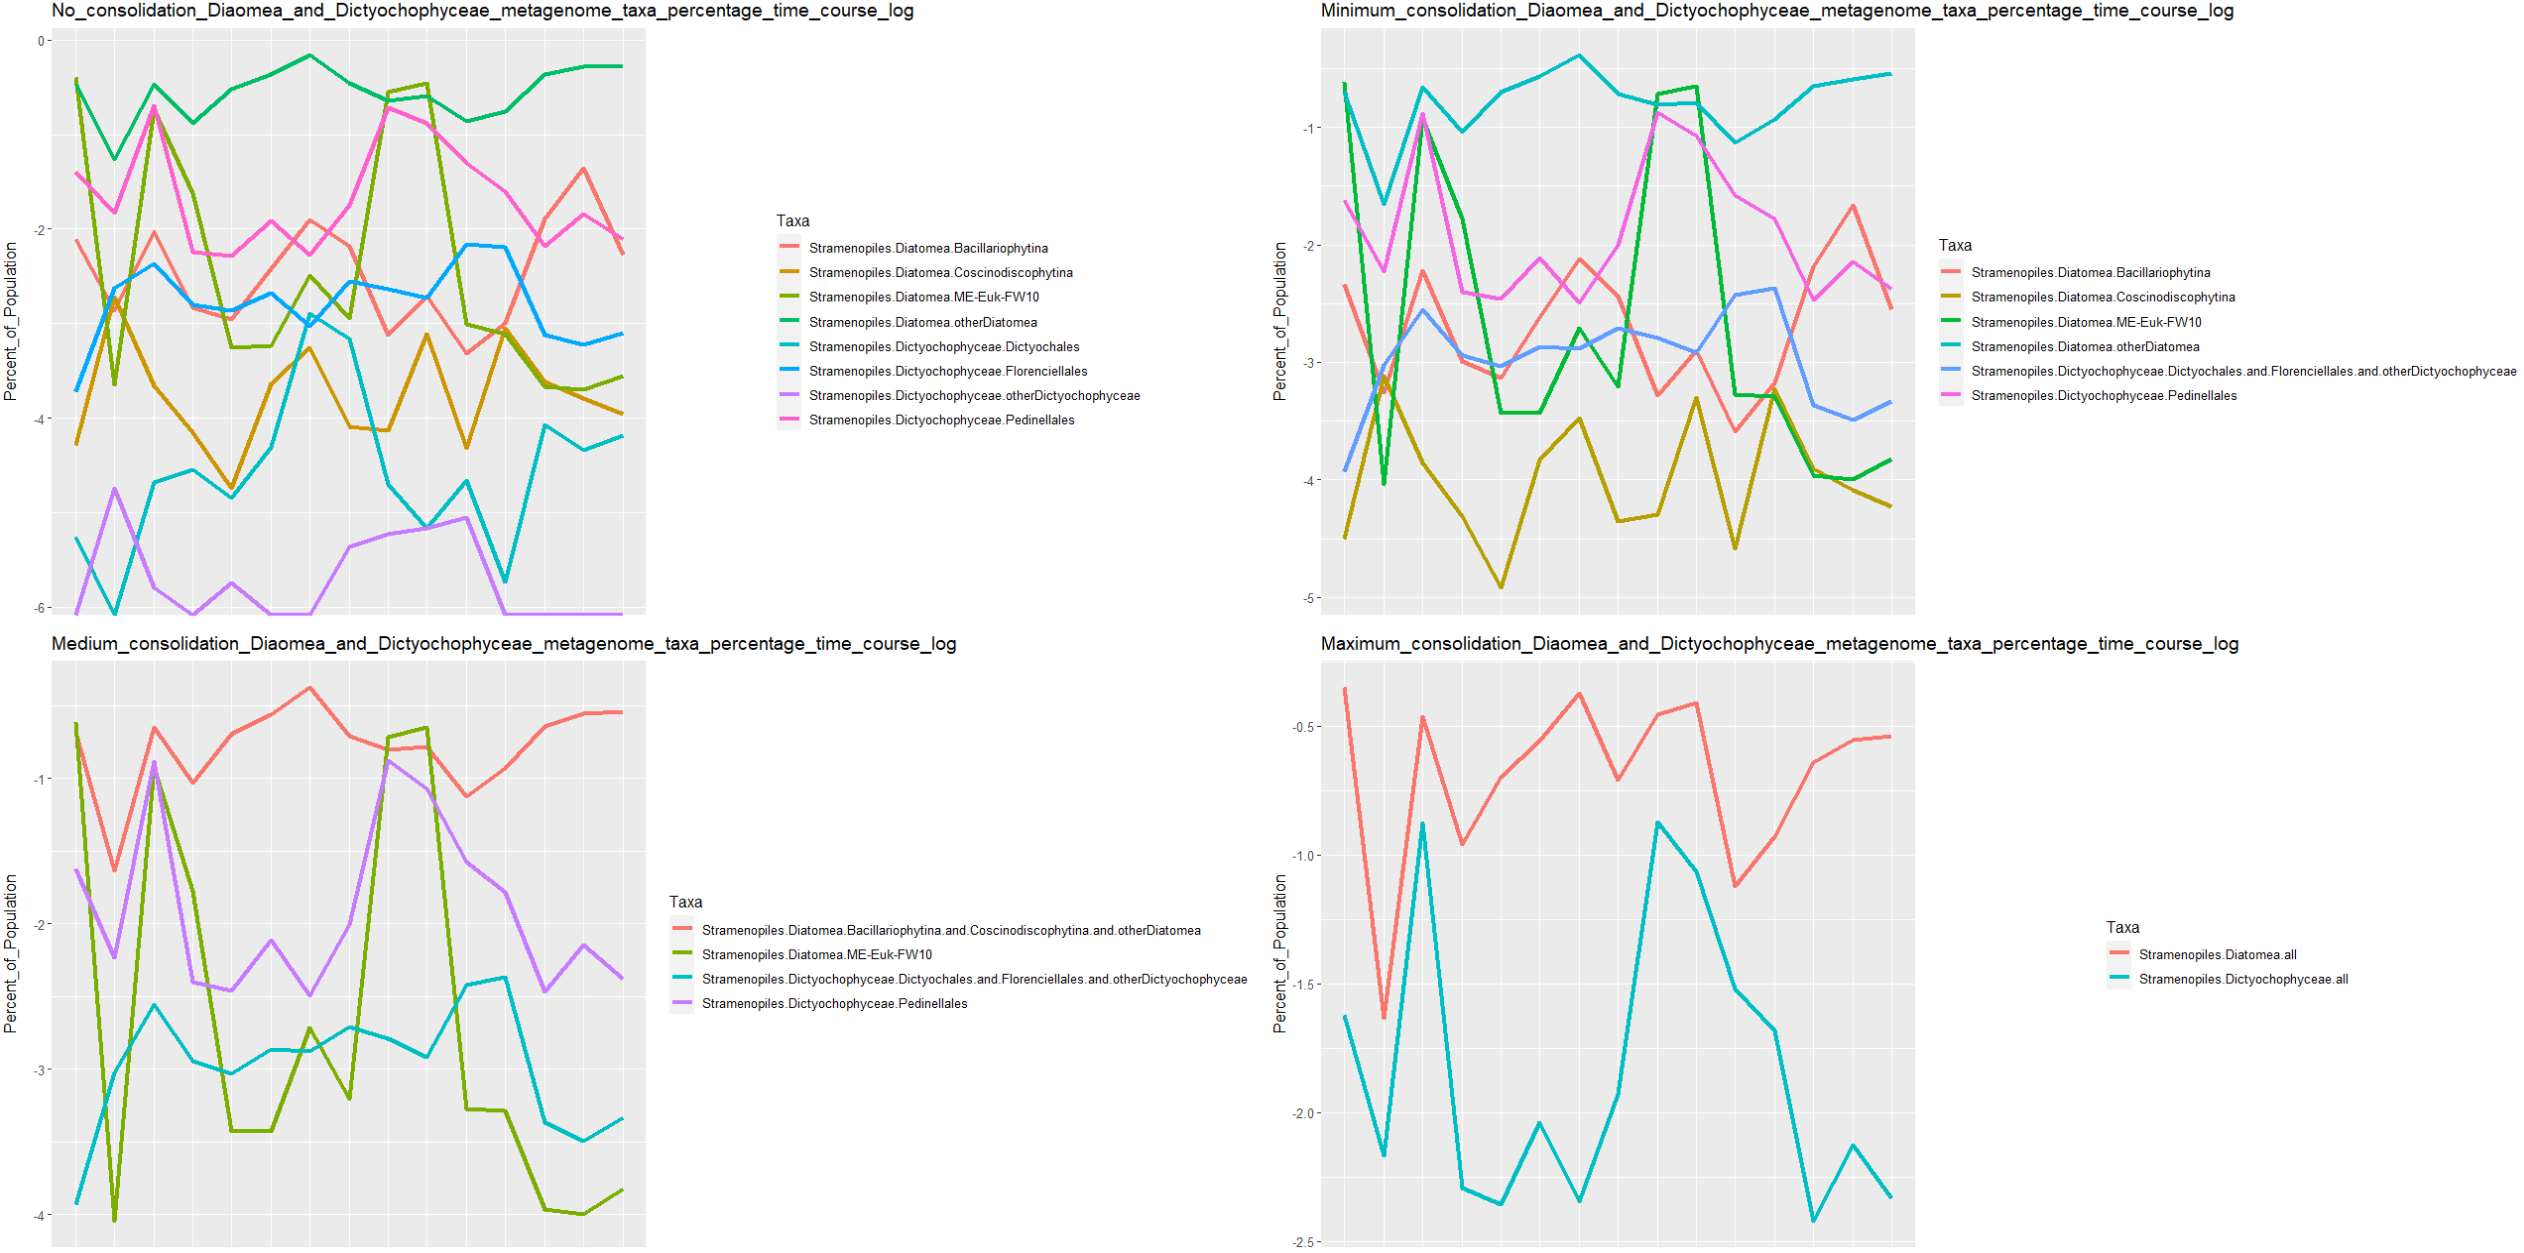 No_consolidation_Diaomea_and_Dictyochophyceae_metagenome_taxa_percentage_time_course_log
0
-2
-4
-6
Percent_of_Population
Taxa
Stramenopiles.Diatomea.Bacillariophytina
Stramenopiles.Diatomea.Coscinodiscophytina
Stramenopiles.Diatomea.ME-Euk-FW10
Stramenopiles.Diatomea.otherDiatomea
Stramenopiles.Dictyochophyceae.Dictyochales
Stramenopiles.Dictyochophyceae.Florenciellales
Stramenopiles.Dictyochophyceae.otherDictyochophyceae
Stramenopiles.Dictyochophyceae.Pedinellales
Minimum_consolidation_Diaomea_and_Dictyochophyceae_metagenome_taxa_percentage_time_course_log
-1
-2
-3
-4
-5
Percent_of_Population
Taxa
Stramenopiles.Diatomea.Bacillariophytina
Stramenopiles.Diatomea.Coscinodiscophytina
Stramenopiles.Diatomea.ME-Euk-FW10
Stramenopiles.Diatomea.otherDiatomea
Stramenopiles.Dictyochophyceae.Dictyochales.and.Florenciellales.and.otherDictyochophyceae
Stramenopiles.Dictyochophyceae.Pedinellales
Medium_consolidation_Diaomea_and_Dictyochophyceae_metagenome_taxa_percentage_time_course_log
-1
-2
-3
-4
Percent_of_Population
Taxa
Stramenopiles.Diatomea.Bacillariophytina.and.Coscinodiscophytina.and.otherDiatomea
Stramenopiles.Diatomea.ME-Euk-FW10
Stramenopiles.Dictyochophyceae.Dictyochales.and.Florenciellales.and.otherDictyochophyceae
Stramenopiles.Dictyochophyceae.Pedinellales
Maximum_consolidation_Diaomea_and_Dictyochophyceae_metagenome_taxa_percentage_time_course_log
-0.5
-1.0
-1.5
-2.0
-2.5
Percent_of_Population
Taxa
Stramenopiles.Diatomea.all
Stramenopiles.Dictyochophyceae.all